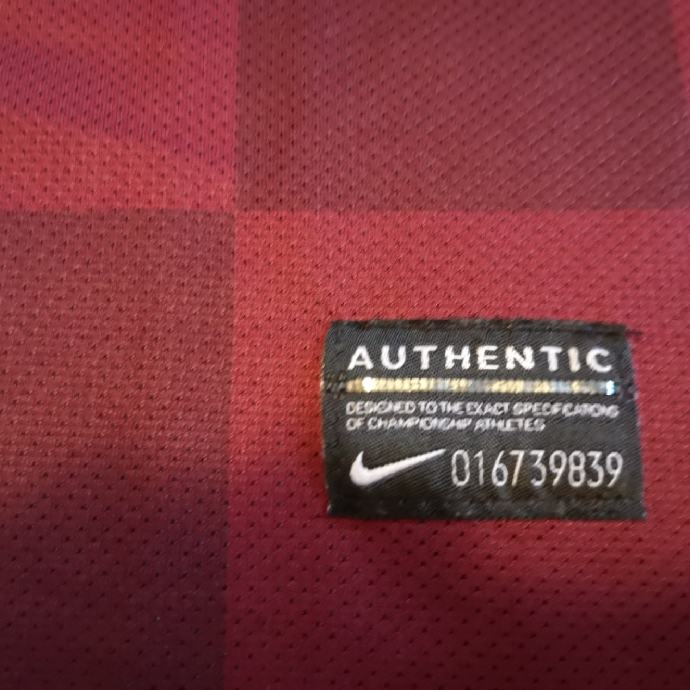 AUTHENTIC
DESIGNED TO THE EXACT SPECIFICATIONS
OF CHAMPIONSHIP ATHLETES
016739839